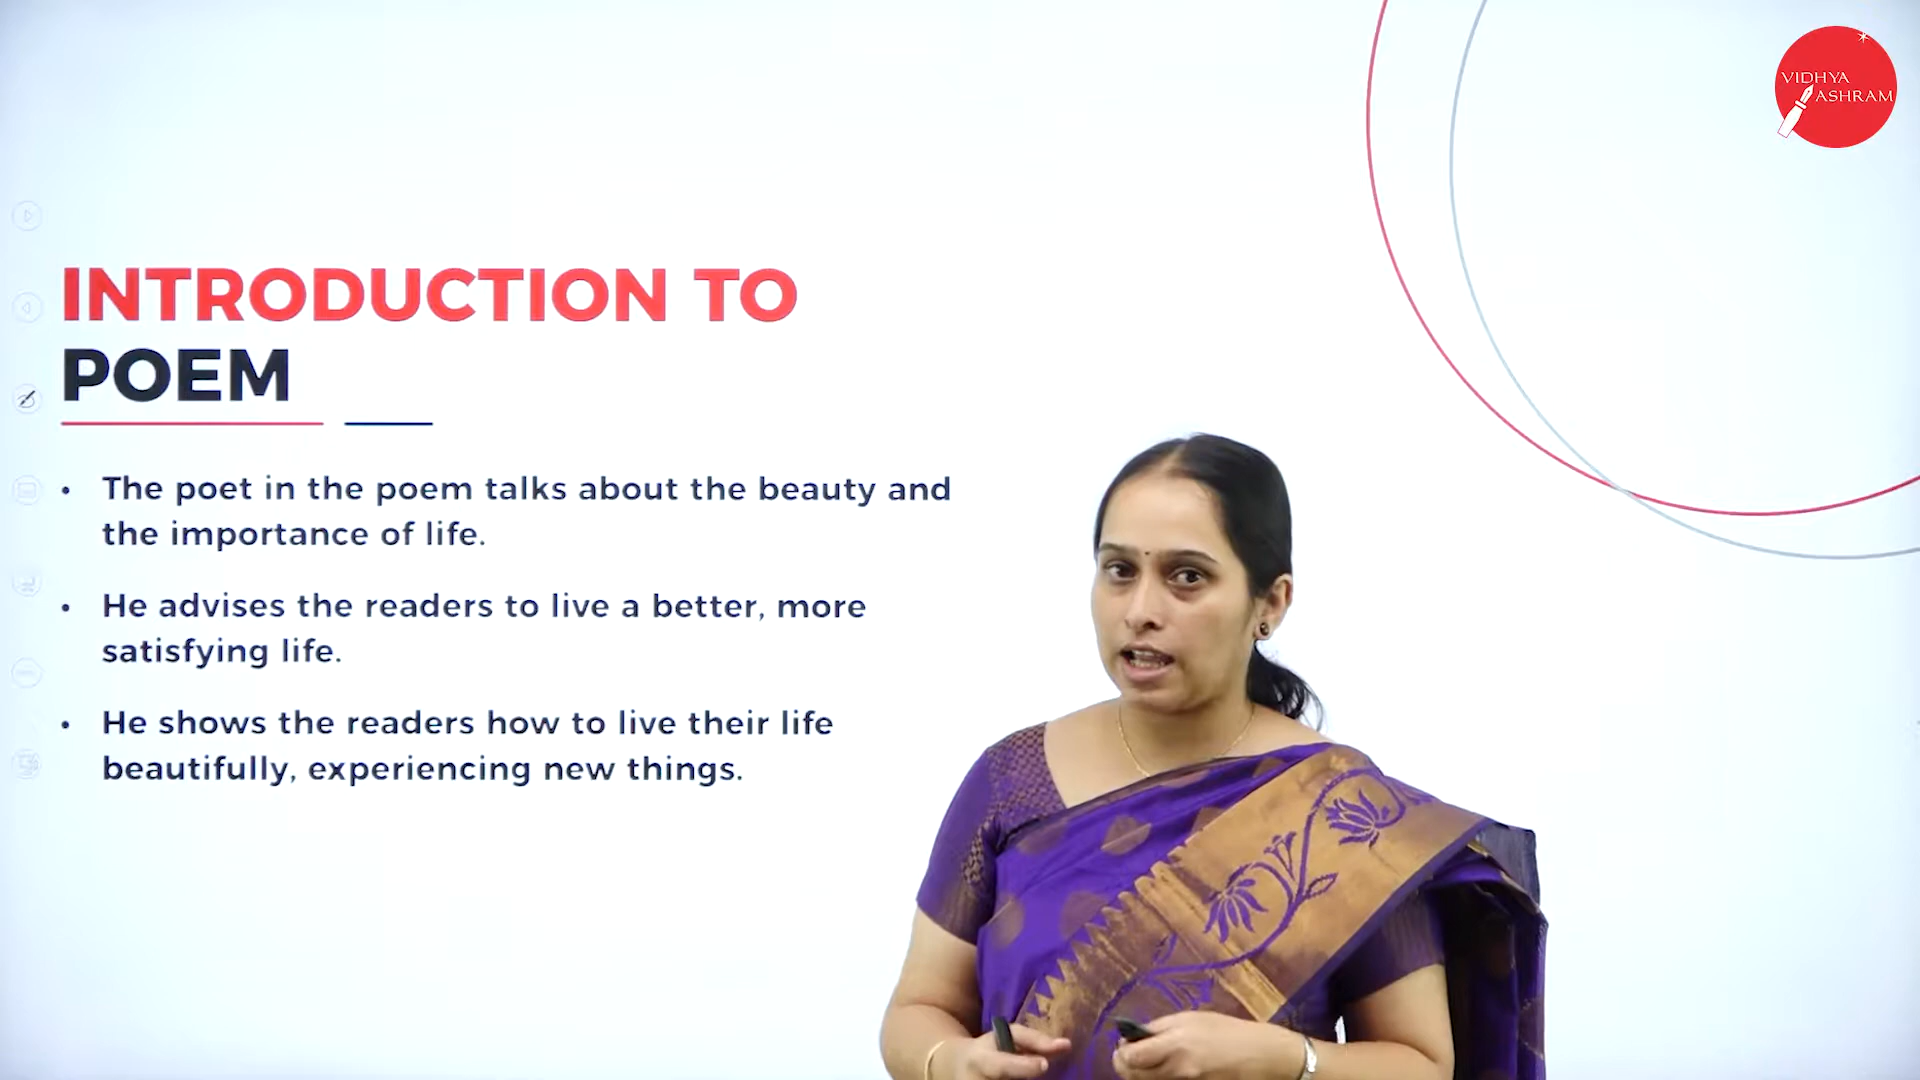 VIDHYA
ASHRAM
INTRODUCTION TO
POEM
• The poet in the poem talks about the beauty and
the importance of life.
• He advises the readers to live a better, more
satisfying life.
• He shows the readers how to live their life
beautifully, experiencing new things.